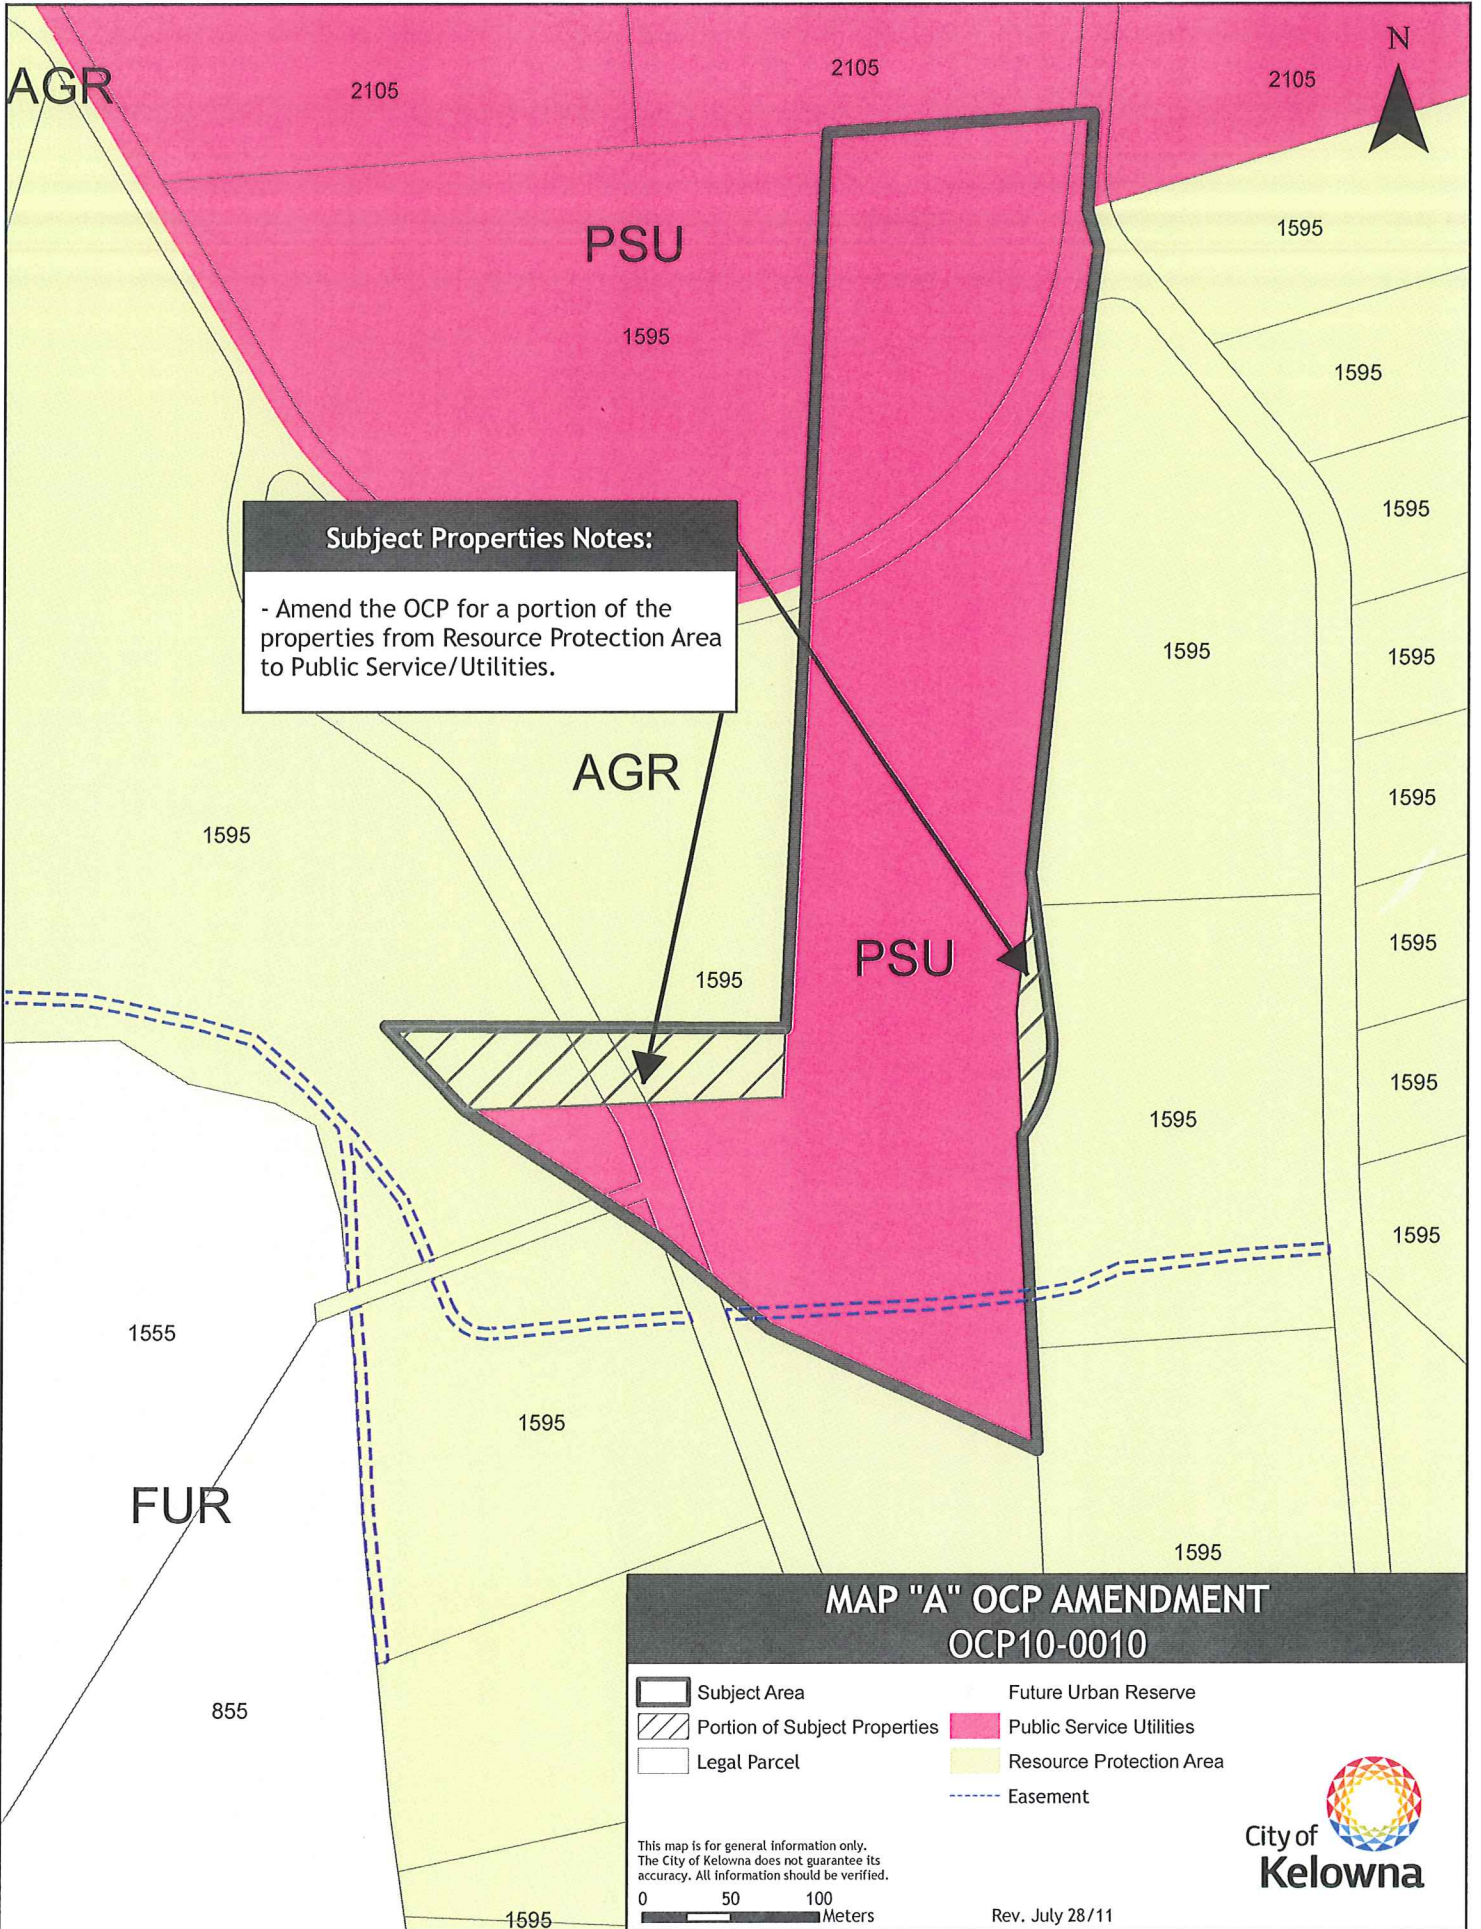 N
AGR
2105
2105
2105
PSU
1595
1595
1595
1595
Subject Properties Notes:
- Amend the OCP for a portion of the
properties from Resource Protection Area
to Public Service/Utilities.
1595
1595
AGR
1595
1595
1595
PSU
1595
1595
1595
1595
1555
1595
FUR
1595
1595
855
1595
MAP "A" OCP AMENDMENT
OCP10-0010
Subject Area
Portion of Subject Properties
Legal Parcel
Future Urban Reserve
Public Service Utilities
Resource Protection Area
Easement
This map is for general information only.
The City of Kelowna does not guarantee its
accuracy. All information should be verified.
0 50 100
Meters
Rev. July 28/11
City of
Kelowna